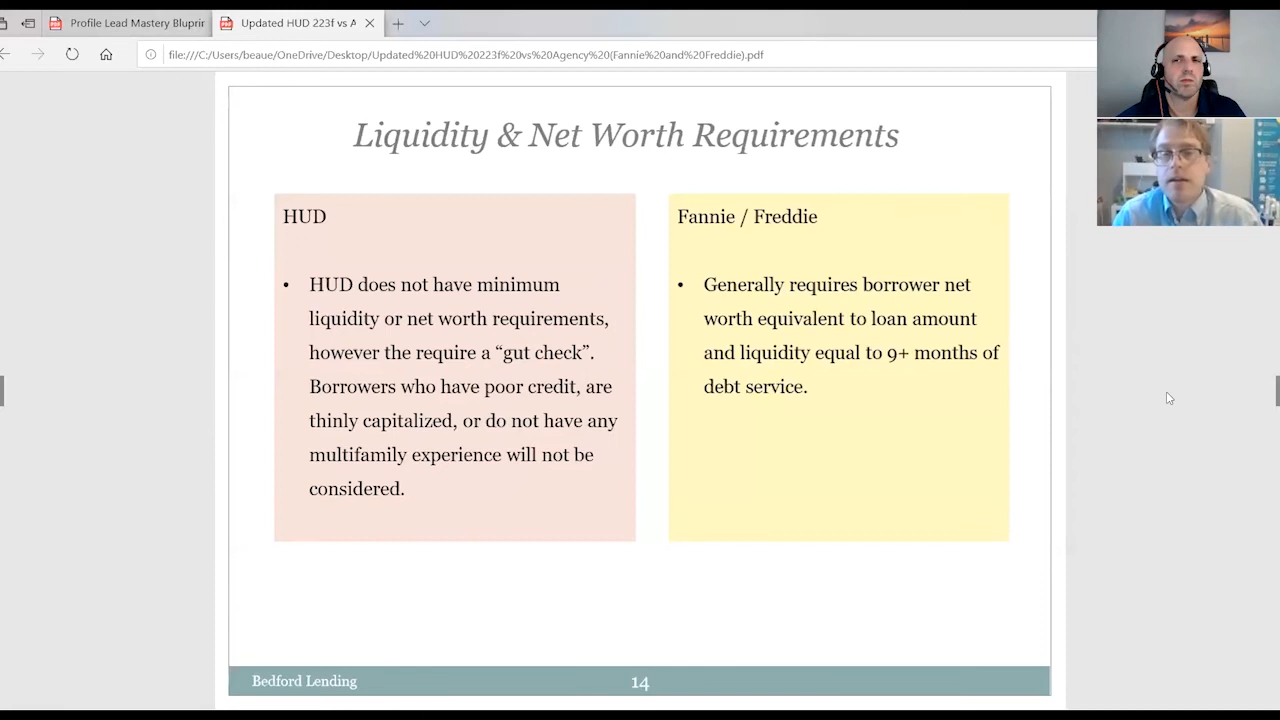 Profile Lead Mastery Bluprir
Updated HUD 223f vs A
file:///C:/Users/beaue/OneDrive/Desktop/Updated%20HUD%20223f%20vs%20Agency%20(Fannie%20and%20Freddie).pdf
Liquidity & Net Worth Requirements
HUD
• HUD does not have minimum
liquidity or net worth requirements,
however the require a “gut check”.
Borrowers who have poor credit, are
thinly capitalized, or do not have any
multifamily experience will not be
considered.
Fannie / Freddie
• Generally requires borrower net
worth equivalent to loan amount
and liquidity equal to 9+ months of
debt service.
Bedford Lending
14